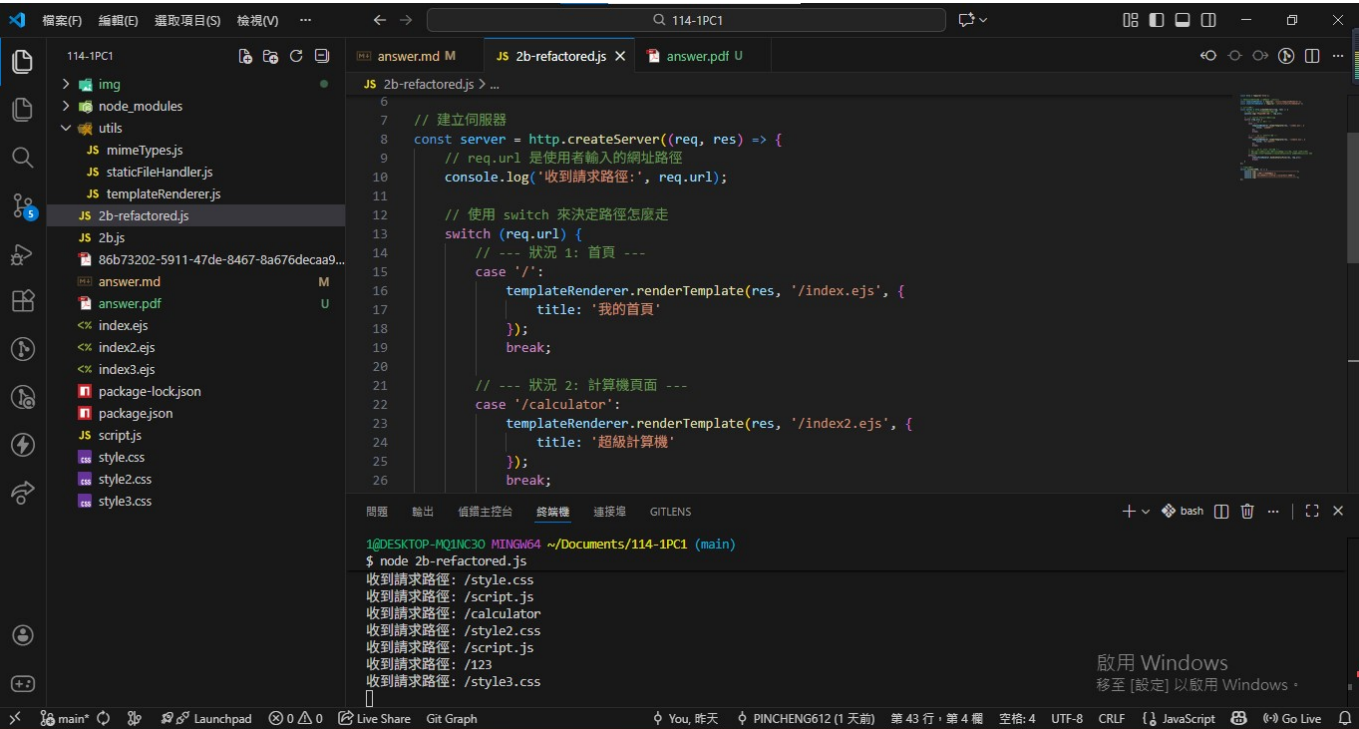 檔案(F) 編輯(E) 選取項目(S) 檢視(V) ··· 114-1PC1
114-1PC1
img
node_modules
utils
JS mimeTypes.js
JS staticFileHandler.js
JS templateRenderer.js
JS 2b-refactored.js
JS 2b.js
86b73202-5911-47de-8467-8a676decaa9...
answer.md M
answer.pdf U
<% index.ejs
<% index2.ejs
<% index3.ejs
package-lock.json
package.json
JS script.js
style.css
style2.css
style3.css
answer.md M JS 2b-refactored.js answer.pdf U
JS 2b-refactored.js > ...
6
7 // 建立伺服器
8 const server = http.createServer((req, res) => {
9 // req.url 是使用者輸入的網址路徑
10 console.log('收到請求路徑:', req.url);
11
12 // 使用 switch 來決定路徑怎麼走
13 switch (req.url) {
14 // --- 狀況 1: 首頁 ---
15 case '/':
16 templateRenderer.renderTemplate(res, '/index.ejs', {
17 title: '我的首頁'
18 });
19 break;
20
21 // --- 狀況 2: 計算機頁面 ---
22 case '/calculator':
23 templateRenderer.renderTemplate(res, '/index2.ejs', {
24 title: '超級計算機'
25 });
26 break;
問題 輸出 偵錯主控台 終端機 連接埠 GITLENS bash
1@DESKTOP-MQ1NC3O MINGW64 ~/Documents/114-1PC1 (main)
$ node 2b-refactored.js
收到請求路徑: /style.css
收到請求路徑: /script.js
收到請求路徑: /calculator
收到請求路徑: /style2.css
收到請求路徑: /script.js
收到請求路徑: /123
收到請求路徑: /style3.css
啟用 Windows
移至 [設定] 以啟用 Windows。
main* Launchpad 0 0 Live Share Git Graph You, 昨天 PINCHENG612 (1 天前) 第 43 行，第 4 欄 空格: 4 UTF-8 CRLF JavaScript Go Live